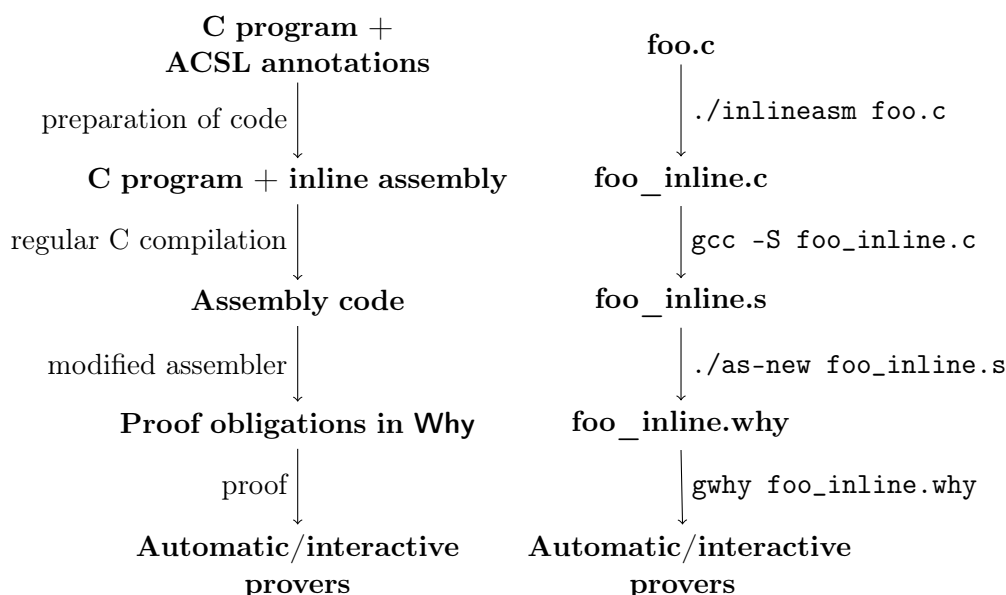 C program +
ACSL annotations
foo.c
preparation of code
./inlineasm foo.c
C program + inline assembly
foo_inline.c
regular C compilation
gcc -S foo_inline.c
Assembly code
foo_inline.s
modified assembler
./as-new foo_inline.s
Proof obligations in Why
foo_inline.why
proof
gwhy foo_inline.why
Automatic/interactive
provers
Automatic/interactive
provers